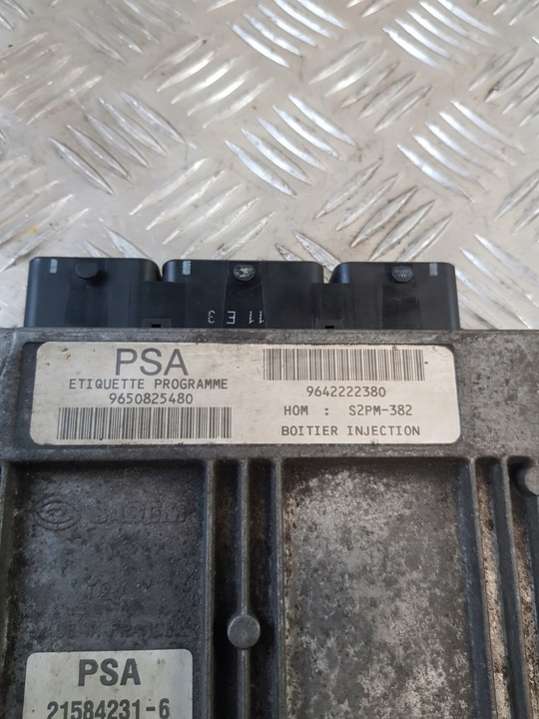 11 E 3
PSA
ETIQUETTE PROGRAMME
9650825480
9642222380
HOM : S2PM-382
BOITIER INJECTION
PSA
21584231-6